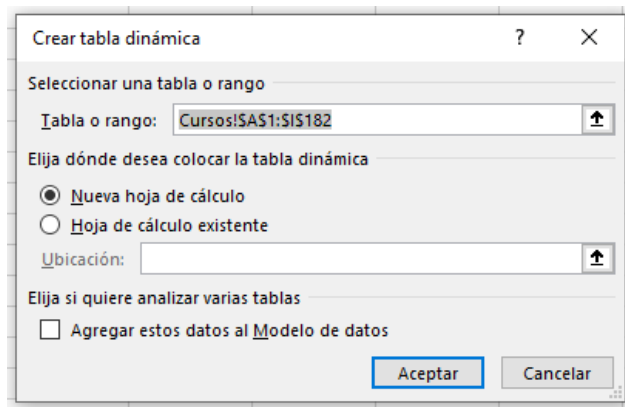 Crear tabla dinámica ?
Seleccionar una tabla o rango
Tabla o rango: Cursos!$A$1:$I$182
Elija dónde desea colocar la tabla dinámica
Nueva hoja de cálculo
Hoja de cálculo existente
Ubicación:
Elija si quiere analizar varias tablas
Agregar estos datos al Modelo de datos
Aceptar Cancelar